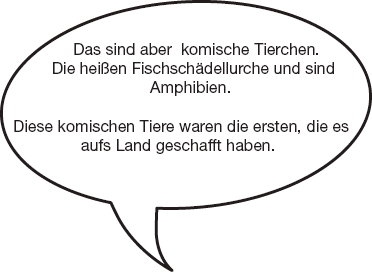 Das sind aber komische Tierchen.
Die heißen Fischschädellurche und sind
Amphibien.
Diese komischen Tiere waren die ersten, die es
aufs Land geschafft haben.